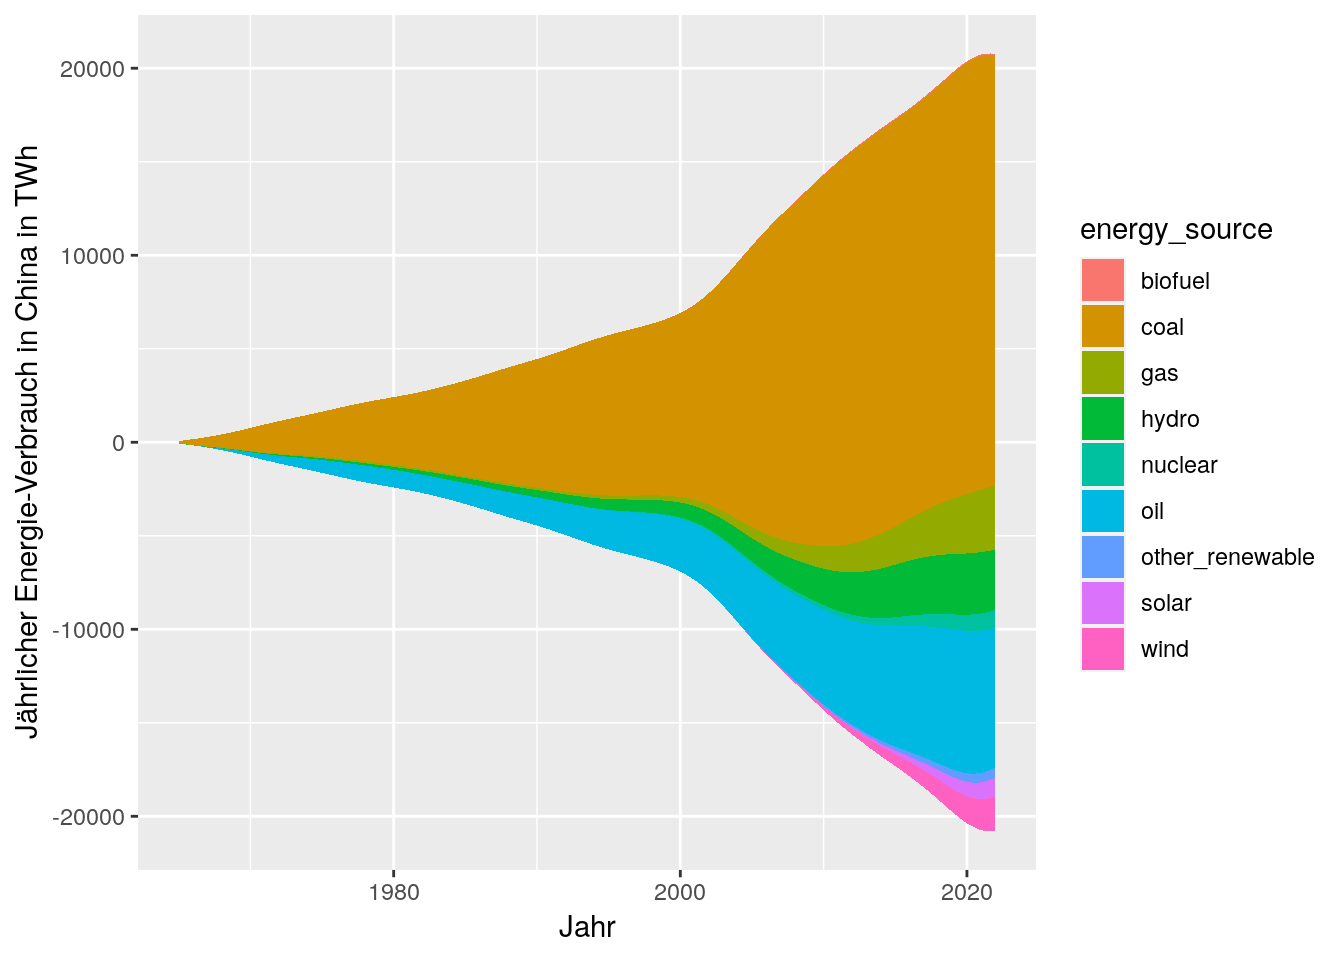 Jährlicher Energie-Verbrauch in China in TWh
20000
10000
0
-10000
-20000
1980
2000
2020
Jahr
energy_source
biofuel
coal
gas
hydro
nuclear
oil
other_renewable
solar
wind